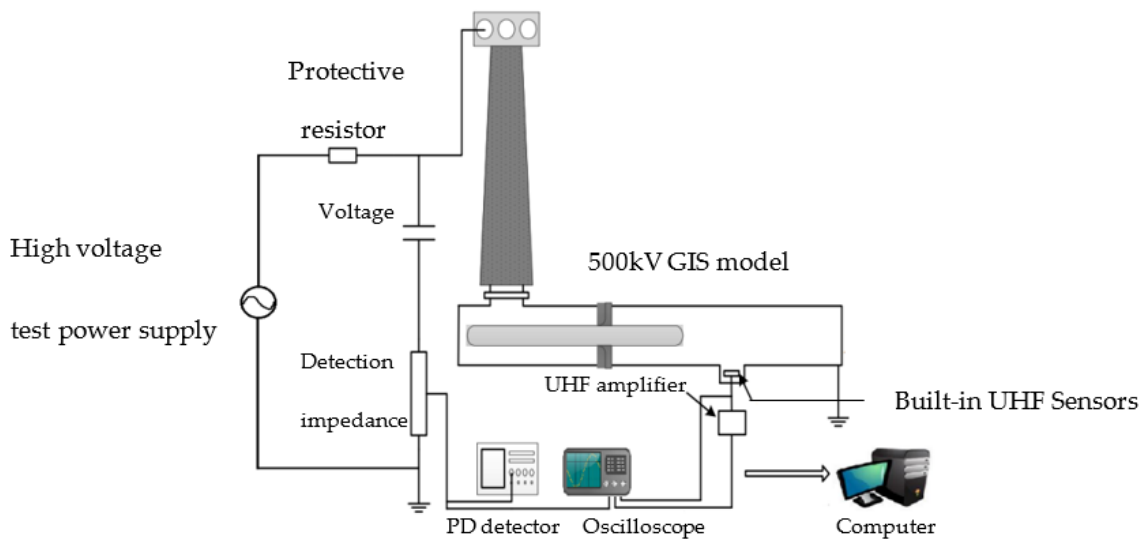 Protective
resistor
Voltage
High voltage
test power supply
500kV GIS model
Detection
impedance
UHF amplifier
Built-in UHF Sensors
PD detector
Oscilloscope
Computer